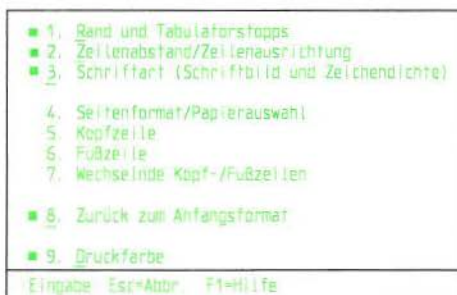 ■ 1. Rand und Tabulatorstopps
■ 2. Zeilenabstand/Zeilenausrichtung
■ 3. Schriftart (Schriftbild und Zeichendichte)
4. Seitenformat/Papierauswahl
5. Kopfzeile
6. Fußzeile
7. Wechselnde Kopf-/Fußzeilen
■ 8. Zurück zum Anfangsformat
■ 9. Druckfarbe
Eingabe Esc=Abbr. F1=Hilfe